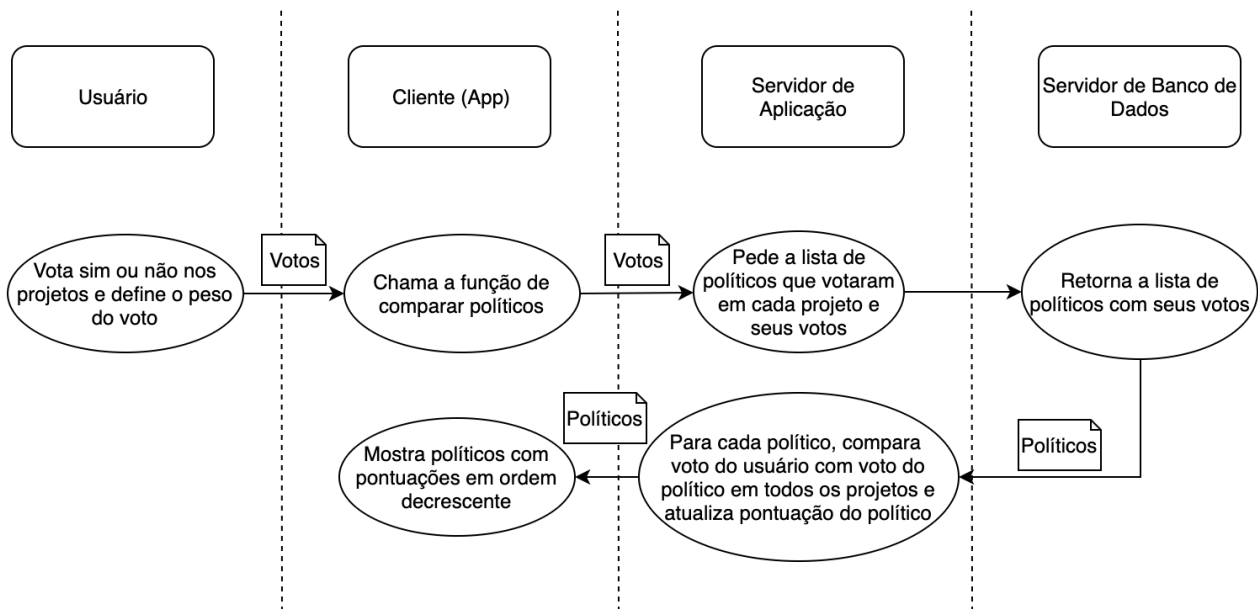 Usuário
Cliente (App)
Servidor de
Aplicação
Servidor de Banco de
Dados
Vota sim ou não nos
projetos e define o peso
do voto
Votos
Chama a função de
comparar políticos
Votos
Pede a lista de
políticos que votaram
em cada projeto e
seus votos
Retorna a lista de
políticos com seus votos
Políticos
Para cada político, compara
voto do usuário com voto do
político em todos os projetos e
atualiza pontuação do político
Políticos
Mostra políticos com
pontuações em ordem
decrescente